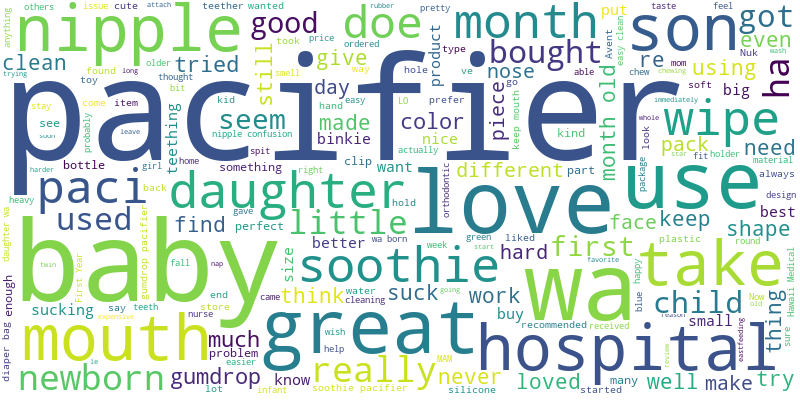 pacifier
baby
nipple
son
love
use
great
hospital
wa
take
mouth
daughter
soothie
paci
month
wipe
doe
little
newborn
bought
really
child
first
ha
got
good
seem
used
color
tried
still
give
made
day
binkie
clean
others
cute
issue
teether
wanted
attach
rubber
pretty
anything
older
took
price
ordered
product
type
hole
Avent
put
easy clean
taste
feel
even
re
Nuk
wash
mom
chewing
chew
trying
long
found
smell
way
ve
go
nose
able
using
big
soft
toy
thought
bit
easy
hand
LO
prefer
piece
month old
stay
come
item
kid
see
probably
teething
soon
leave
nipple confusion
nice
actually
keep mouth
kind
look
whole
immediately
pack
need
star
fit
holder
package
material
always
harder
home
spit
bottle
girl
something
right
clip
want
different
part
orthodontic
heavy
back
gave
hold
face
keep
shape
best
design
find
perfect
better
wa born
week
green
liked
hard
plastic
round
daughter wa
gumdrop pacifier
fall
nap
size
start
favorite
happy
twin
First Year
think
water
suck
work
going
cleaning
came
end
Now
old
thing
Hawaii Medical
sucking
say
teeth
store
buy
received
blue
reason
small
enough
diaper bag
expensive
nurse
wish
recommended
much
problem
help
easier
MAM
review
eastfeeding
sure
gumdrop
know
never
loved
many
well
make
try
le
lot
infant
soothie pacifier
silicone
started